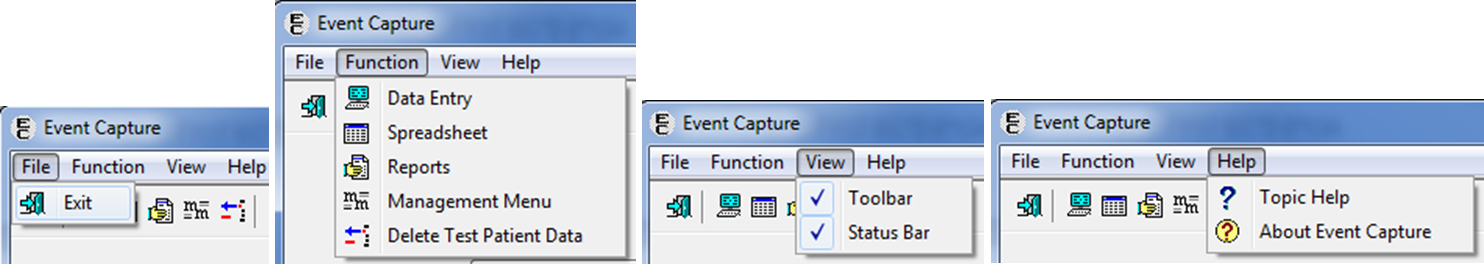 Event Capture
File Function View Help
Exit
Event Capture
File Function View Help
Data Entry
Spreadsheet
Reports
Management Menu
Delete Test Patient Data
Event Capture
File Function View Help
Toolbar
Status Bar
Event Capture
File Function View Help
Topic Help
About Event Capture